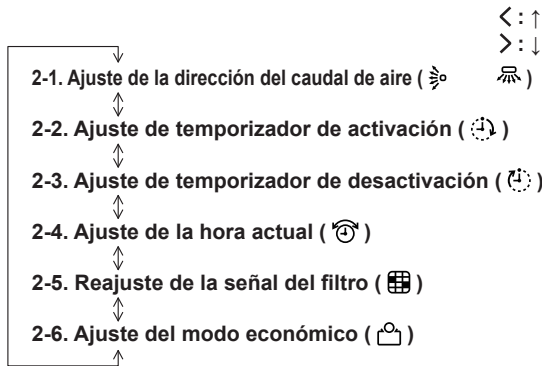 < : ↑
> : ↓
2-1. Ajuste de la dirección del caudal de aire ( )
2-2. Ajuste de temporizador de activación ( )
2-3. Ajuste de temporizador de desactivación ( )
2-4. Ajuste de la hora actual ( )
2-5. Reajuste de la señal del filtro ( )
2-6. Ajuste del modo económico ( )